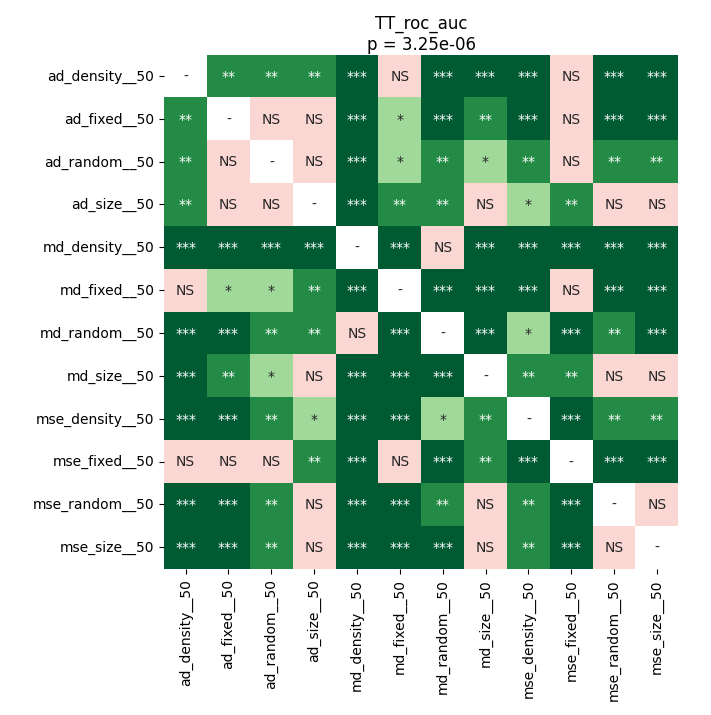 TT_roc_auc
p = 3.25e-06
ad_density__50 - ** ** ** *** NS *** *** *** NS *** ***
ad_fixed__50 ** - NS NS *** * *** ** *** NS *** ***
ad_random__50 ** NS - NS *** * ** * ** NS ** **
ad_size__50 ** NS NS - *** ** ** NS * ** NS NS
md_density__50 *** *** *** *** - *** NS *** *** *** *** ***
md_fixed__50 NS * * ** *** - *** *** *** NS *** ***
md_random__50 *** *** ** ** NS *** - *** * *** ** ***
md_size__50 *** ** * NS *** *** *** - ** ** NS NS
mse_density__50 *** *** ** * *** *** * ** - *** ** **
mse_fixed__50 NS NS NS ** *** NS *** ** *** - *** ***
mse_random__50 *** *** ** NS *** *** ** NS ** *** - NS
mse_size__50 *** *** ** NS *** *** *** NS ** *** NS -
ad_density__50
ad_fixed__50
ad_random__50
ad_size__50
md_density__50
md_fixed__50
md_random__50
md_size__50
mse_density__50
mse_fixed__50
mse_random__50
mse_size__50